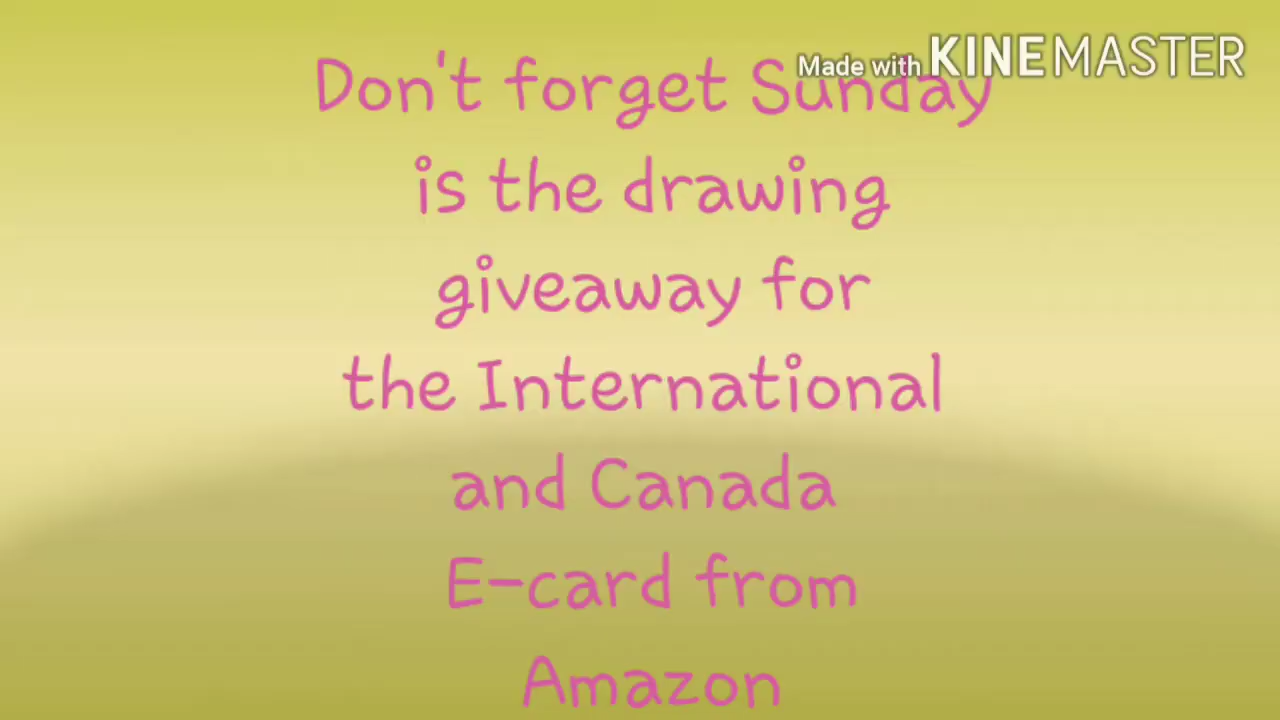 Made with KINEMASTER
Don't forget Sunday
is the drawing
giveaway for
the International
and Canada
E-card from
Amazon